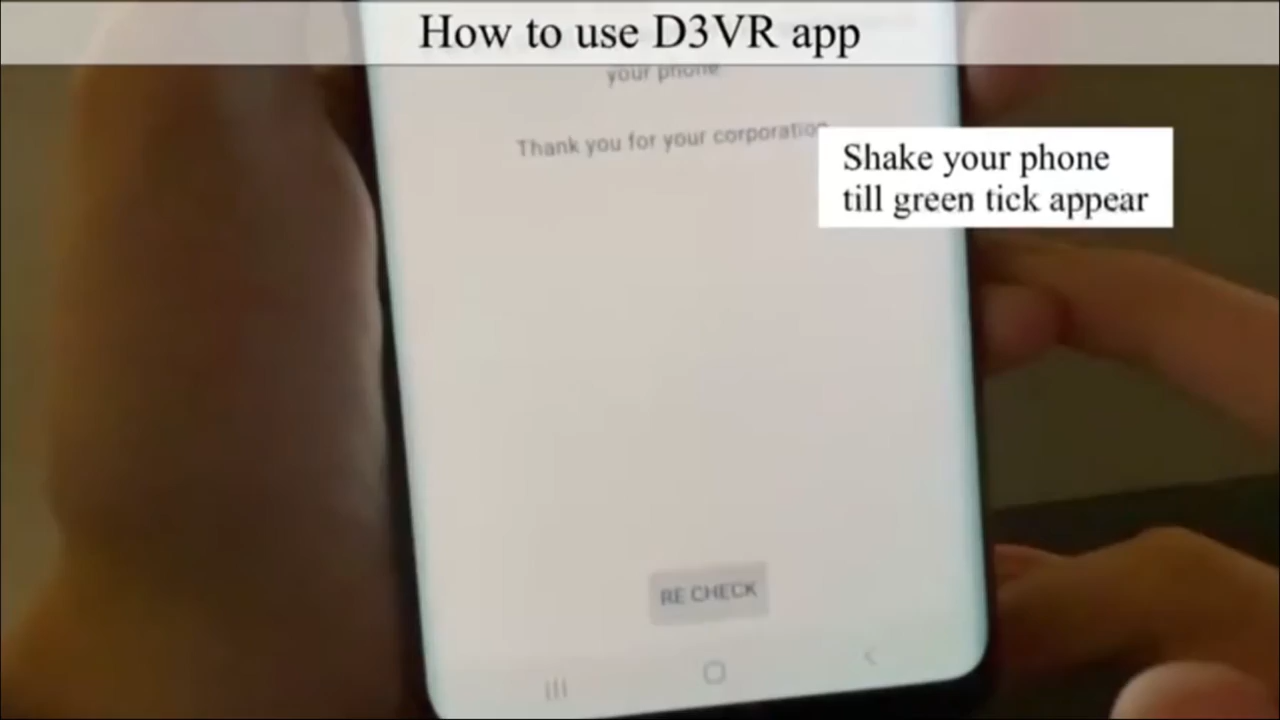 How to use D3VR app
your phone
Thank you for your corporation
Shake your phone
till green tick appear
RE CHECK